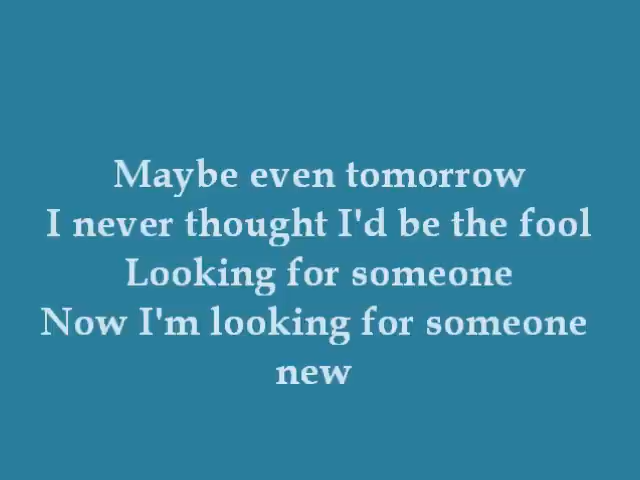 Maybe even tomorrow
I never thought I'd be the fool
Looking for someone
Now I'm looking for someone
new